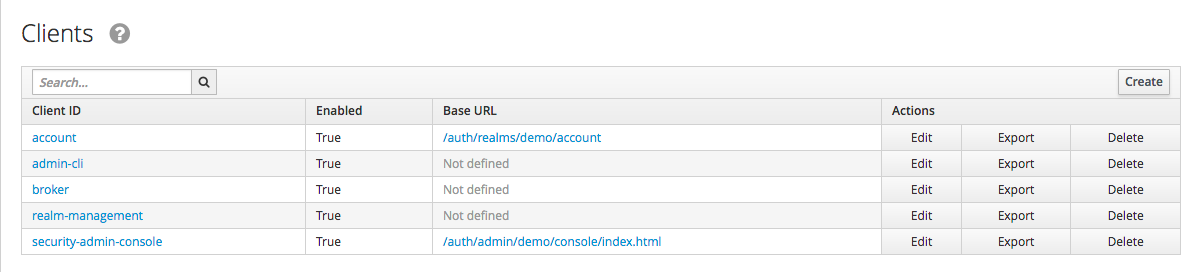 Clients ?
Search... Create
Client ID Enabled Base URL Actions
account True /auth/realms/demo/account Edit Export Delete
admin-cli True Not defined Edit Export Delete
broker True Not defined Edit Export Delete
realm-management True Not defined Edit Export Delete
security-admin-console True /auth/admin/demo/console/index.html Edit Export Delete